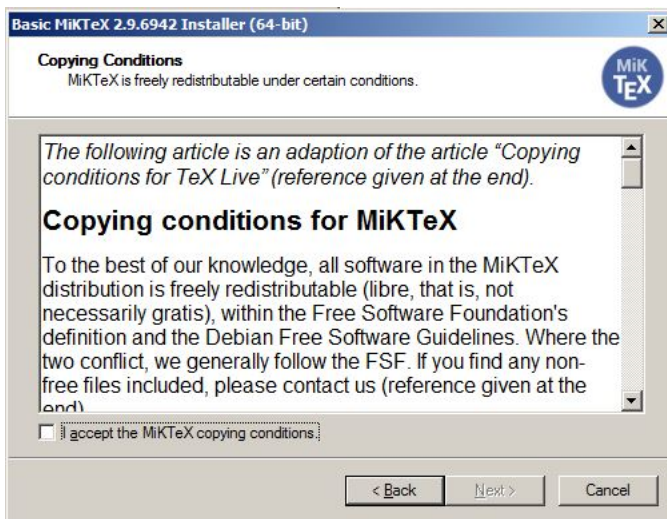 Basic MiKTeX 2.9.6942 Installer (64-bit)
Copying Conditions
MiKTeX is freely redistributable under certain conditions.
MiK
TEX
The following article is an adaption of the article “Copying
conditions for TeX Live” (reference given at the end).
Copying conditions for MiKTeX
To the best of our knowledge, all software in the MiKTeX
distribution is freely redistributable (libre, that is, not
necessarily gratis), within the Free Software Foundation's
definition and the Debian Free Software Guidelines. Where the
two conflict, we generally follow the FSF. If you find any non-
free files included, please contact us (reference given at the
end)
I accept the MiKTeX copying conditions.
< Back
Next >
Cancel